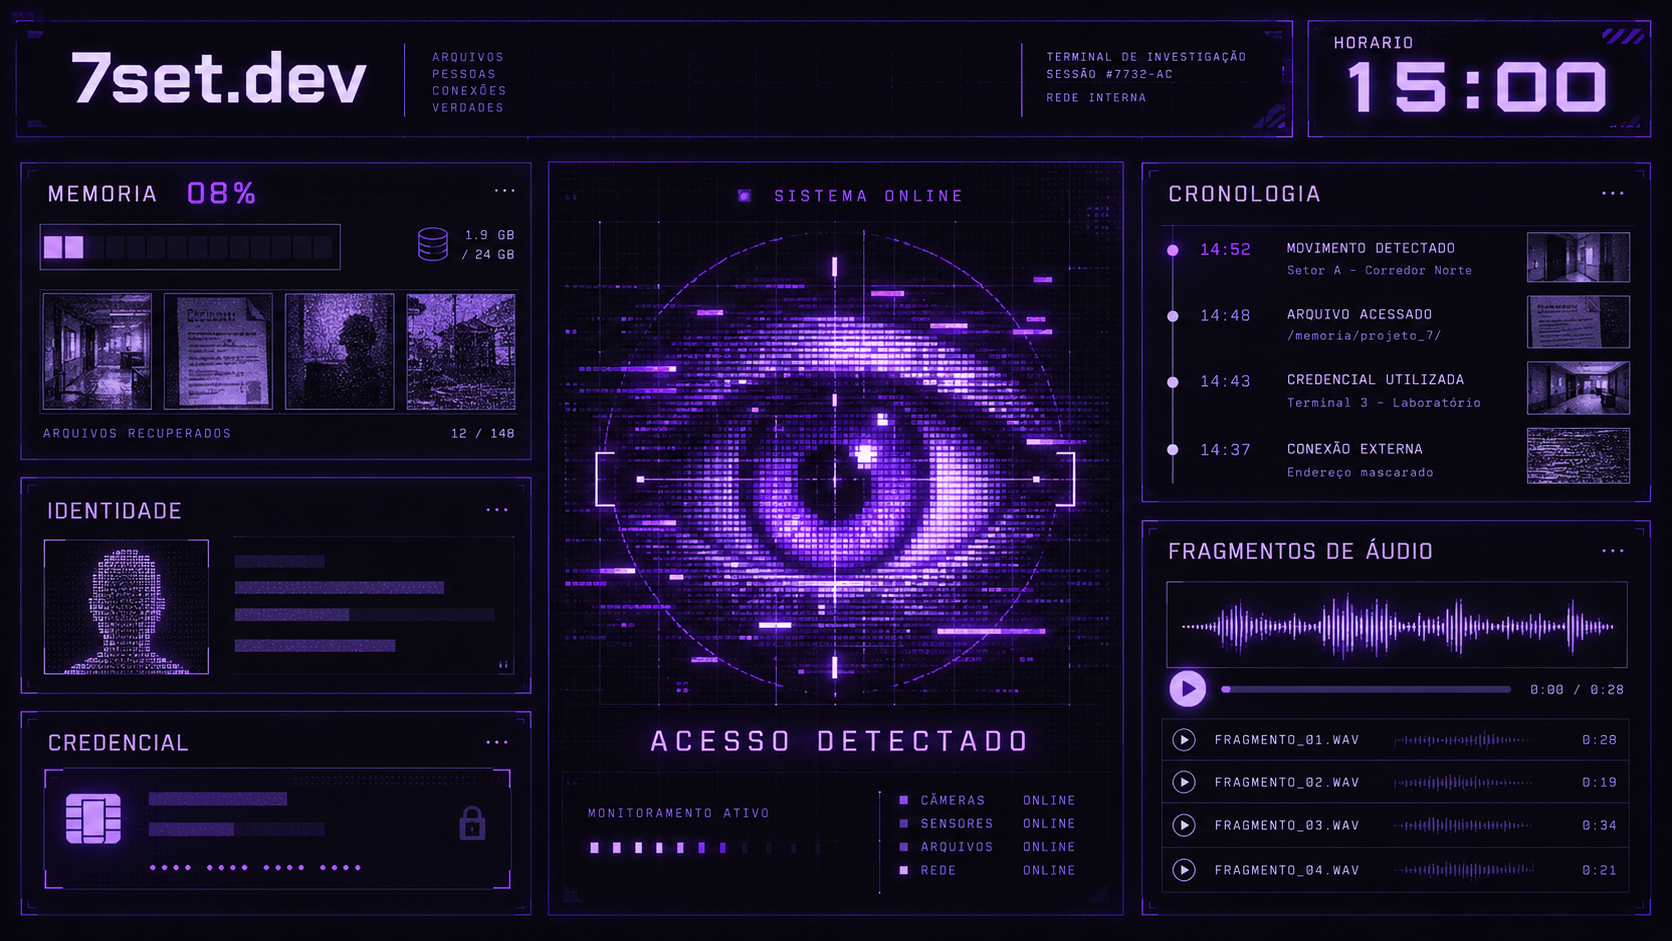 7set.dev
ARQUIVOS
PESSOAS
CONEXÕES
VERDADES
TERMINAL DE INVESTIGAÇÃO
SESSÃO #7732-AC
REDE INTERNA
HORARIO
15:00
MEMORIA 08%
1.9 GB
/ 24 GB
ARQUIVOS RECUPERADOS 12 / 148
IDENTIDADE
CREDENCIAL
SISTEMA ONLINE
ACESSO DETECTADO
MONITORAMENTO ATIVO
CÂMERAS ONLINE
SENSORES ONLINE
ARQUIVOS ONLINE
REDE ONLINE
CRONOLOGIA
14:52 MOVIMENTO DETECTADO
Setor A - Corredor Norte
14:48 ARQUIVO ACESSADO
/memoria/projeto_7/
14:43 CREDENCIAL UTILIZADA
Terminal 3 - Laboratório
14:37 CONEXÃO EXTERNA
Endereço mascarado
FRAGMENTOS DE ÁUDIO
0:00 / 0:28
FRAGMENTO_01.WAV 0:28
FRAGMENTO_02.WAV 0:19
FRAGMENTO_03.WAV 0:34
FRAGMENTO_04.WAV 0:21